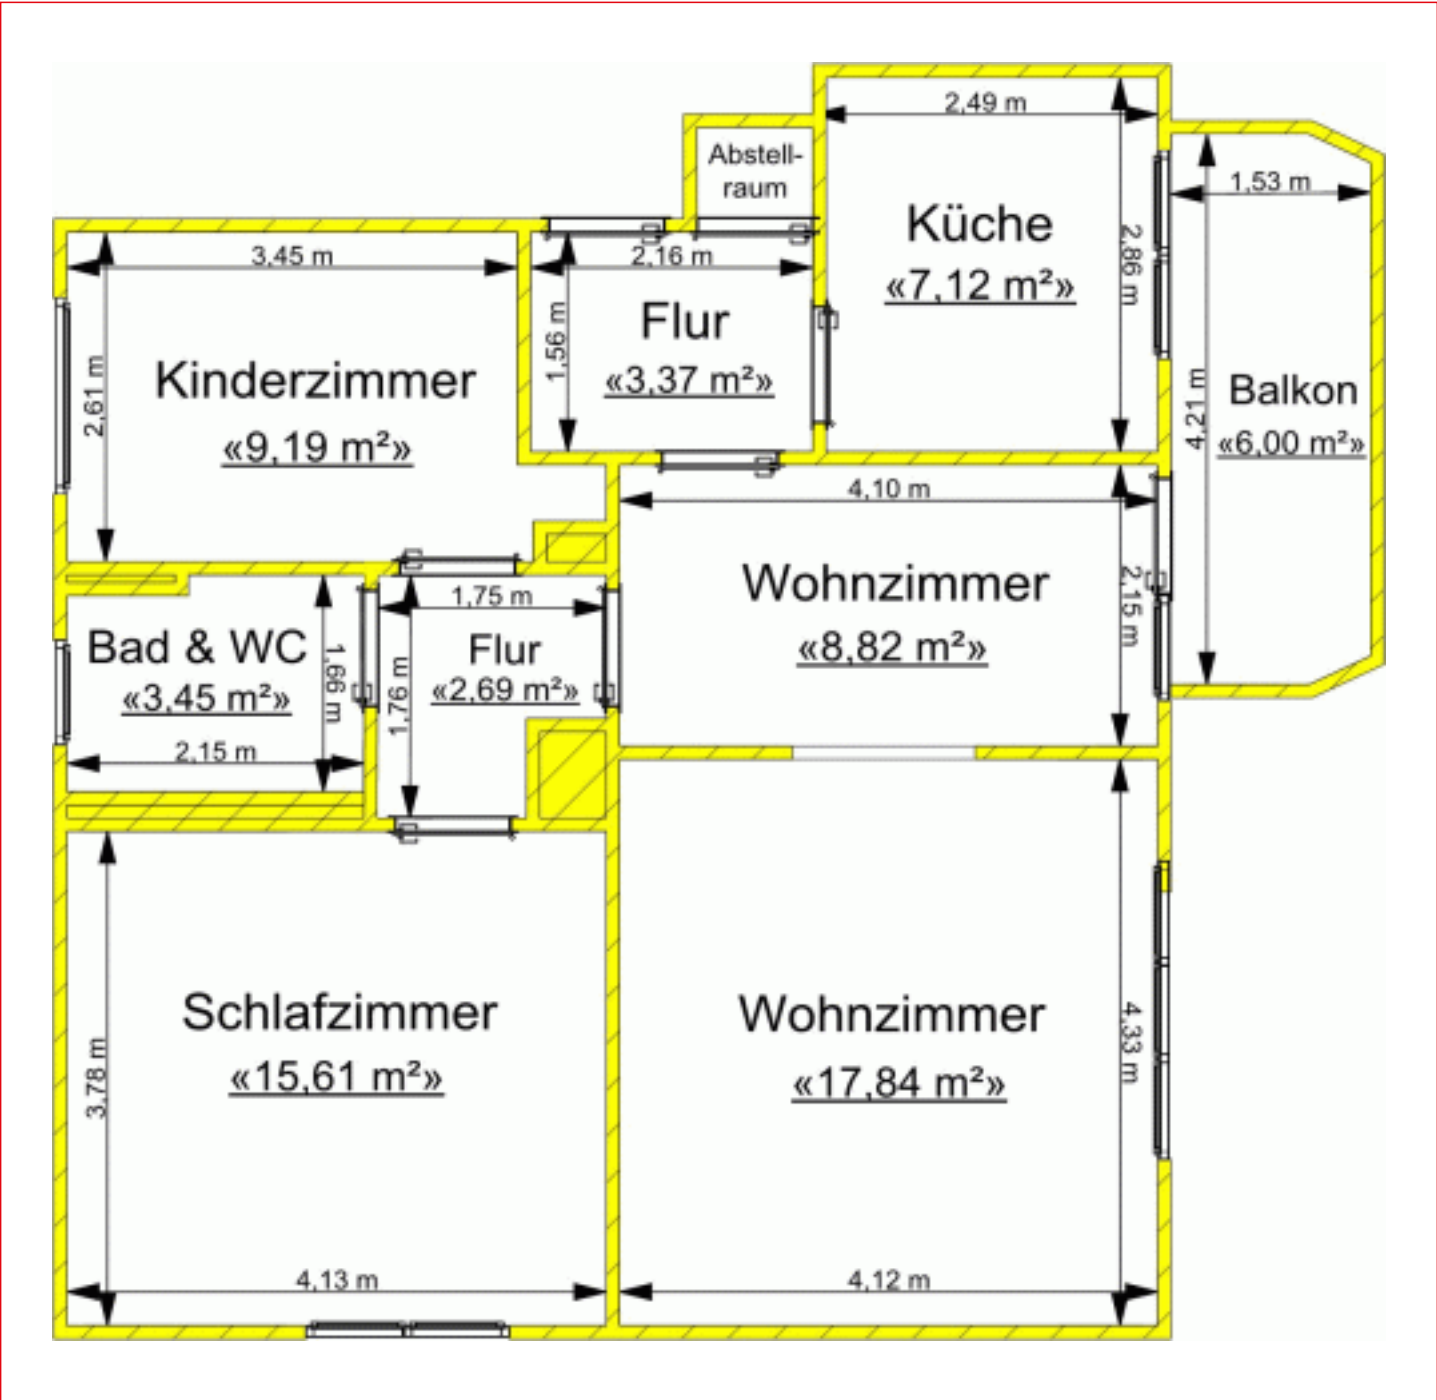 2,49 m
Abstell-
raum
1,53 m
Küche
«7,12 m²»
2,86 m
3,45 m
2,16 m
Flur
«3,37 m²»
1,56 m
Kinderzimmer
«9,19 m²»
2,61 m
Balkon
«6,00 m²»
4,21 m
4,10 m
Wohnzimmer
«8,82 m²»
2,15 m
1,75 m
Flur
«2,69 m²»
1,76 m
Bad & WC
«3,45 m²»
1,66 m
2,15 m
Schlafzimmer
«15,61 m²»
3,78 m
4,13 m
Wohnzimmer
«17,84 m²»
4,33 m
4,12 m